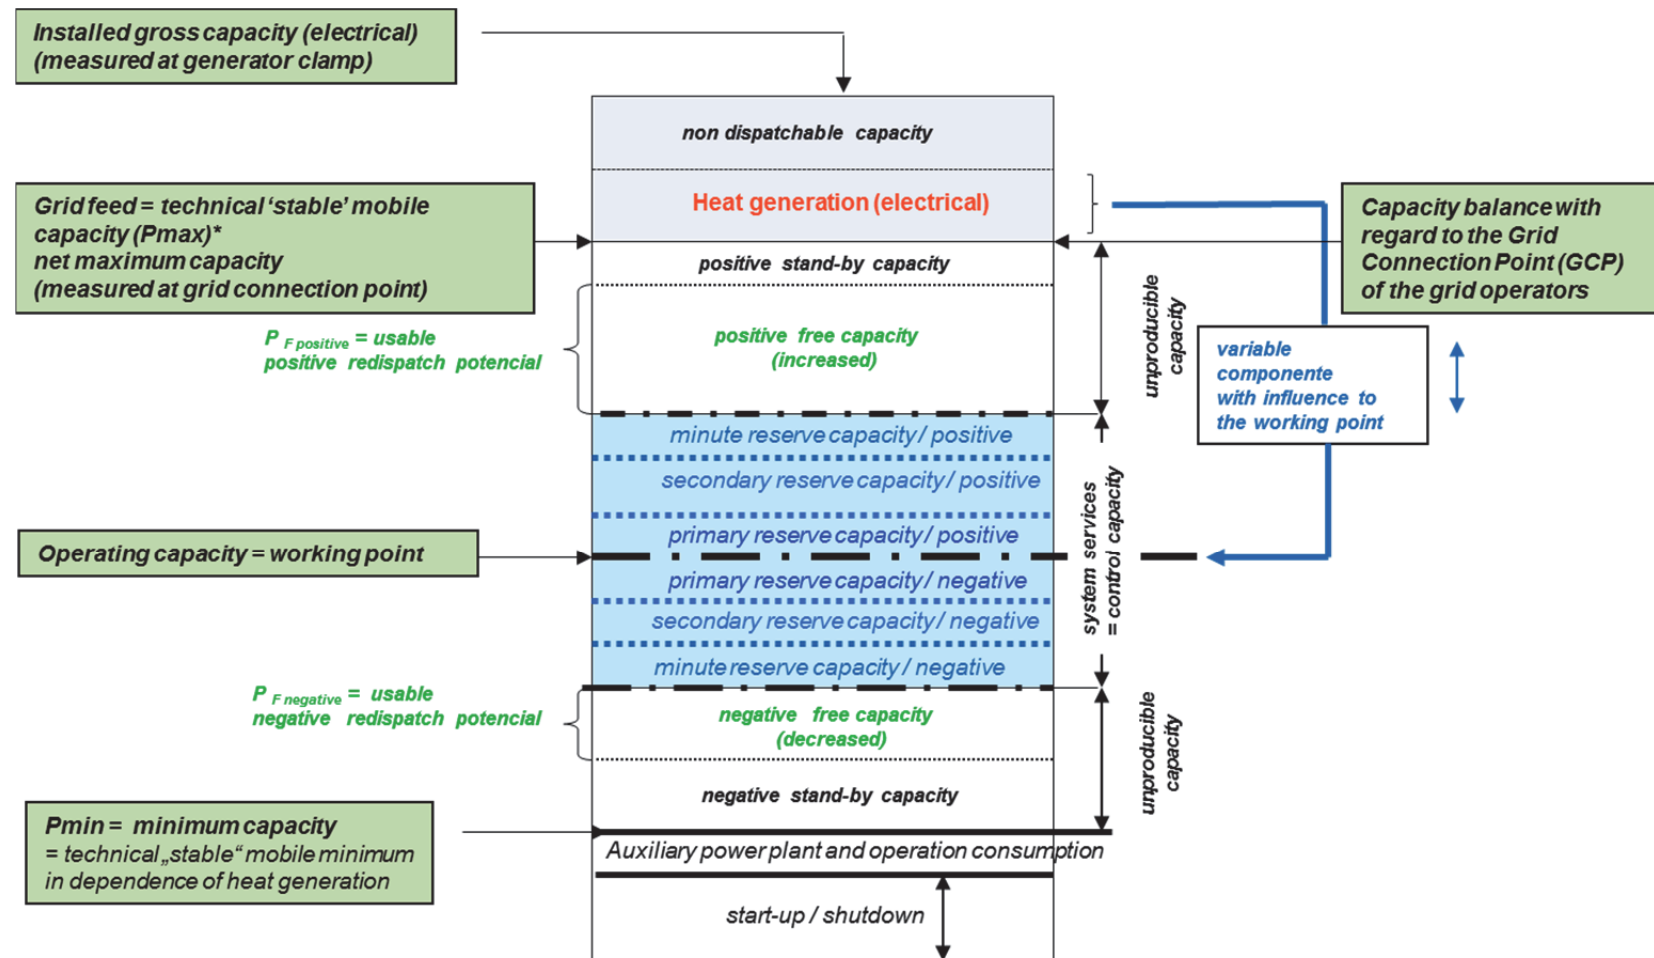 Installed gross capacity (electrical)
(measured at generator clamp)
non dispatchable capacity
Heat generation (electrical)
Grid feed = technical ‘stable’ mobile
capacity (Pmax)*
net maximum capacity
(measured at grid connection point)
Capacity balance with
regard to the Grid
Connection Point (GCP)
of the grid operators
positive stand-by capacity
P F positive = usable
positive redispatch potencial
positive free capacity
(increased)
unproducible
capacity
variable
componente
with influence to
the working point
minute reserve capacity / positive
secondary reserve capacity / positive
primary reserve capacity / positive
Operating capacity = working point
primary reserve capacity / negative
secondary reserve capacity / negative
minute reserve capacity / negative
system services
= control capacity
P F negative = usable
negative redispatch potencial
negative free capacity
(decreased)
unproducible
capacity
negative stand-by capacity
Pmin = minimum capacity
= technical „stable“ mobile minimum
in dependence of heat generation
Auxiliary power plant and operation consumption
start-up / shutdown